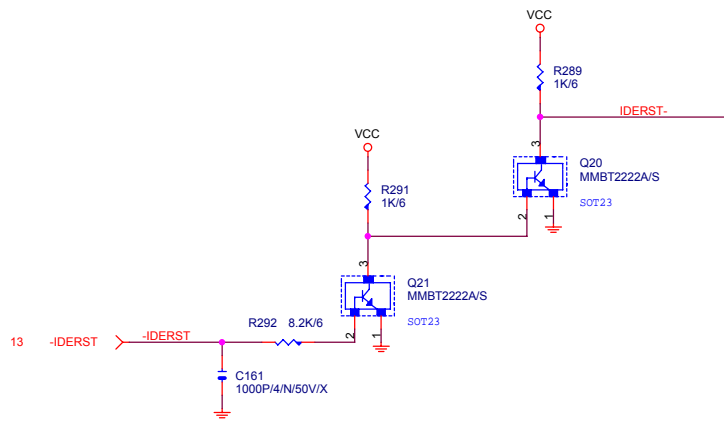 VCC
R289
1K/6
IDERST-
3
Q20
MMBT2222A/S
SOT23
2
1
VCC
R291
1K/6
3
Q21
MMBT2222A/S
SOT23
R292 8.2K/6
2
1
13 -IDERST -IDERST
C161
1000P/4/N/50V/X